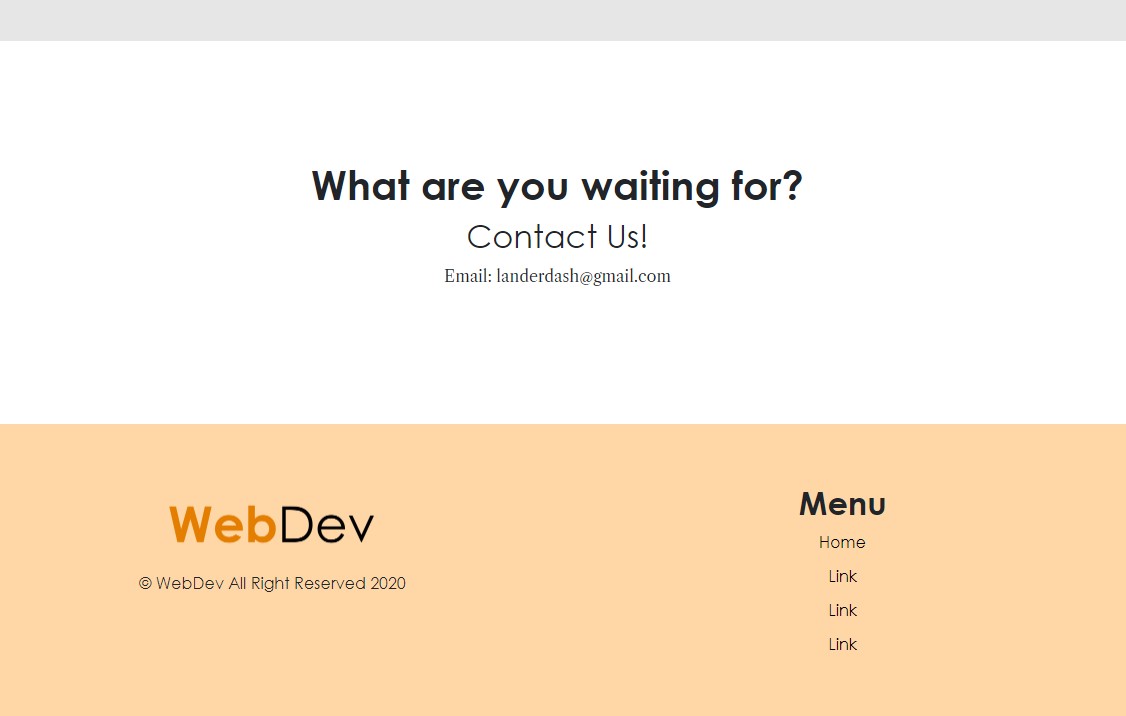 What are you waiting for?
Contact Us!
Email: landerdash@gmail.com
WebDev
© WebDev All Right Reserved 2020
Menu
Home
Link
Link
Link